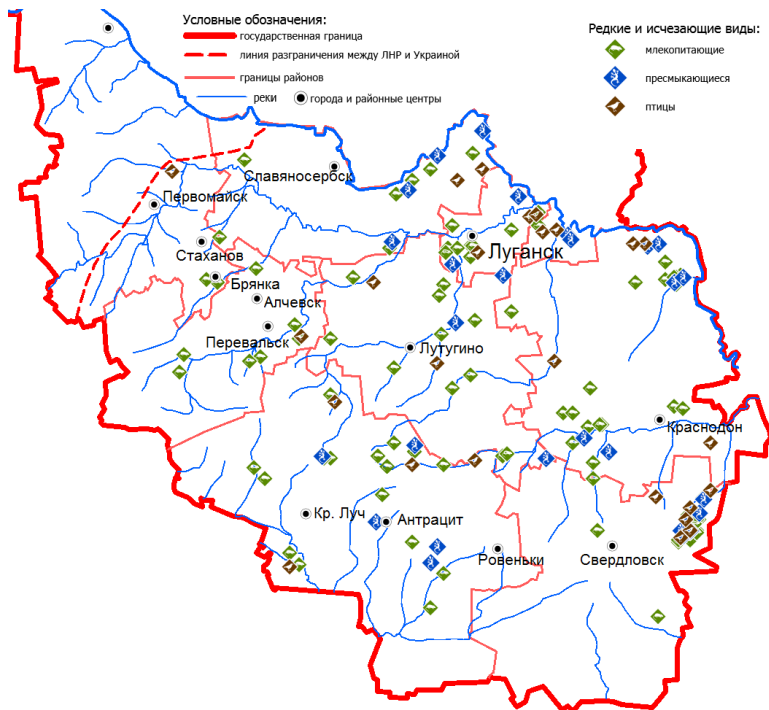 Условные обозначения:
государственная граница
линия разграничения между ЛНР и Украиной
границы районов
реки
города и районные центры
Редкие и исчезающие виды:
млекопитающие
пресмыкающиеся
птицы
Славяносербск
Первомайск
Стаханов
Луганск
Брянка
Алчевск
Перевальск
Лутугино
Краснодон
Кр. Луч
Антрацит
Ровеньки
Свердловск